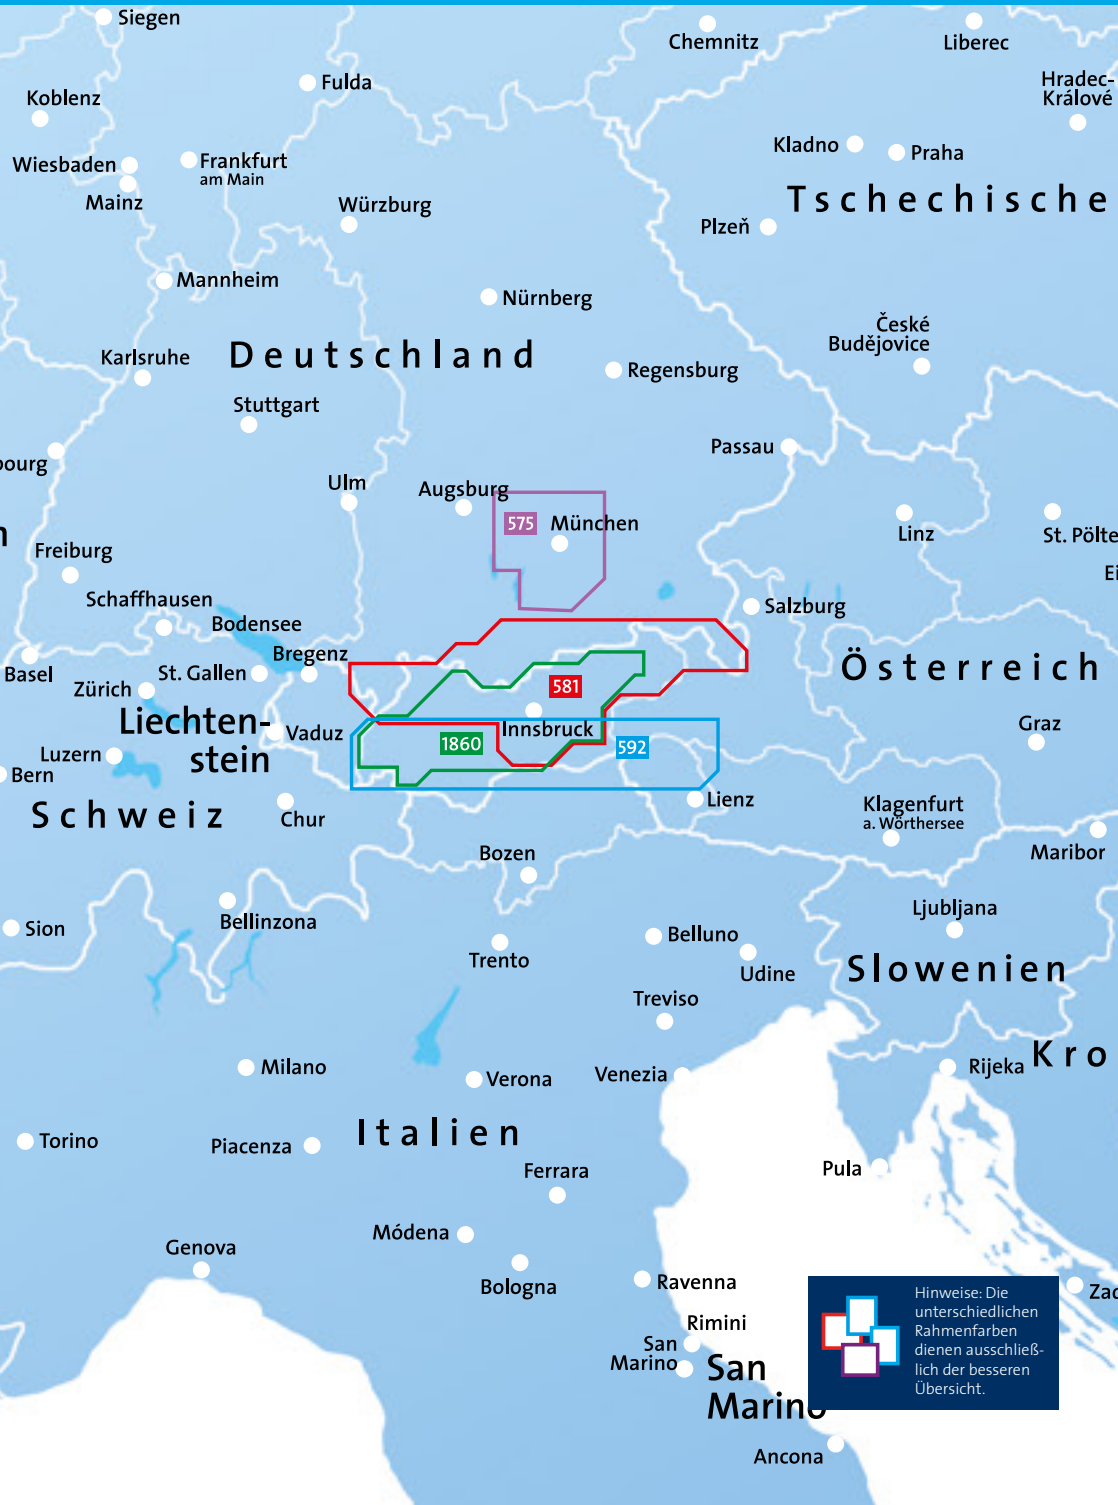 Siegen
Chemnitz
Liberec
Fulda
Hradec-
Králové
Koblenz
Kladno
Praha
Wiesbaden
Frankfurt
am Main
Mainz
Würzburg
Tschechische
Plzeň
Mannheim
Nürnberg
České
Budějovice
Karlsruhe
Deutschland
Regensburg
Stuttgart
Passau
bourg
Ulm
Augsburg
575
München
Linz
St. Pölte
n
Freiburg
Ei
Schaffhausen
Salzburg
Bodensee
Bregenz
Basel
St. Gallen
Zürich
581
Österreich
Liechten-
stein
Vaduz
Innsbruck
Graz
1860
592
Luzern
Bern
Schweiz
Chur
Lienz
Klagenfurt
a. Wörthersee
Maribor
Bozen
Bellinzona
Ljubljana
Sion
Trento
Belluno
Udine
Slowenien
Treviso
Milano
Verona
Venezia
Rijeka
Kro
Torino
Piacenza
Italien
Ferrara
Pula
Módena
Genova
Bologna
Ravenna
Zad
Rimini
San
Marino
San
Marino
Ancona
Hinweise: Die
unterschiedlichen
Rahmenfarben
dienen ausschließ-
lich der besseren
Übersicht.